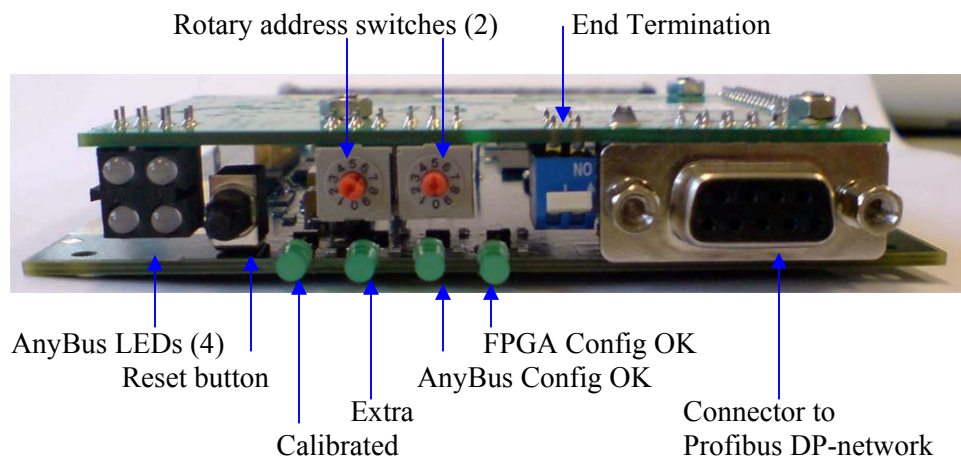 Rotary address switches (2)
End Termination
ON
AnyBus LEDs (4)
FPGA Config OK
Reset button
AnyBus Config OK
Extra
Connector to
Calibrated
Profibus DP-network